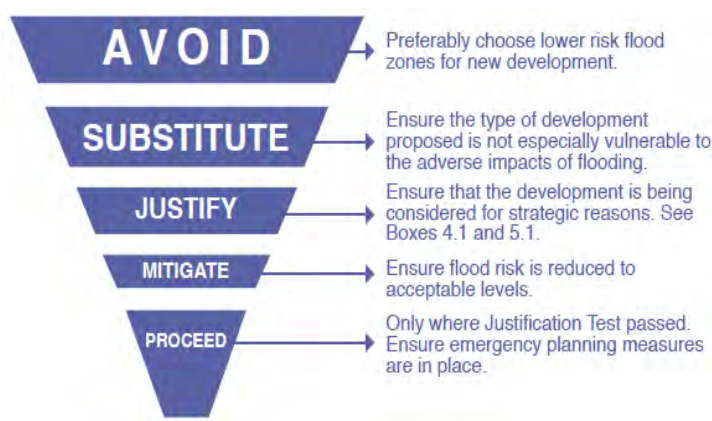 AVOID
Preferably choose lower risk flood
zones for new development.
SUBSTITUTE
Ensure the type of development
proposed is not especially vulnerable to
the adverse impacts of flooding.
JUSTIFY
Ensure that the development is being
considered for strategic reasons. See
Boxes 4.1 and 5.1.
MITIGATE
Ensure flood risk is reduced to
acceptable levels.
PROCEED
Only where Justification Test passed.
Ensure emergency planning measures
are in place.